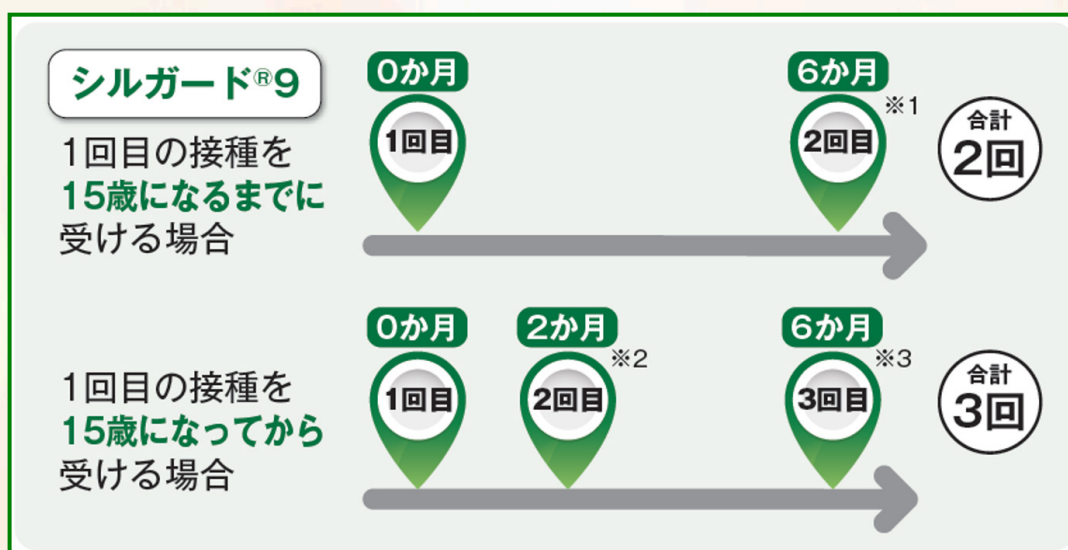 シルガード®9
1回目の接種を
15歳になるまでに
受ける場合
0か月
1回目
6か月
※1
2回目
合計
2回
1回目の接種を
15歳になってから
受ける場合
0か月
1回目
2か月
※2
2回目
6か月
※3
3回目
合計
3回